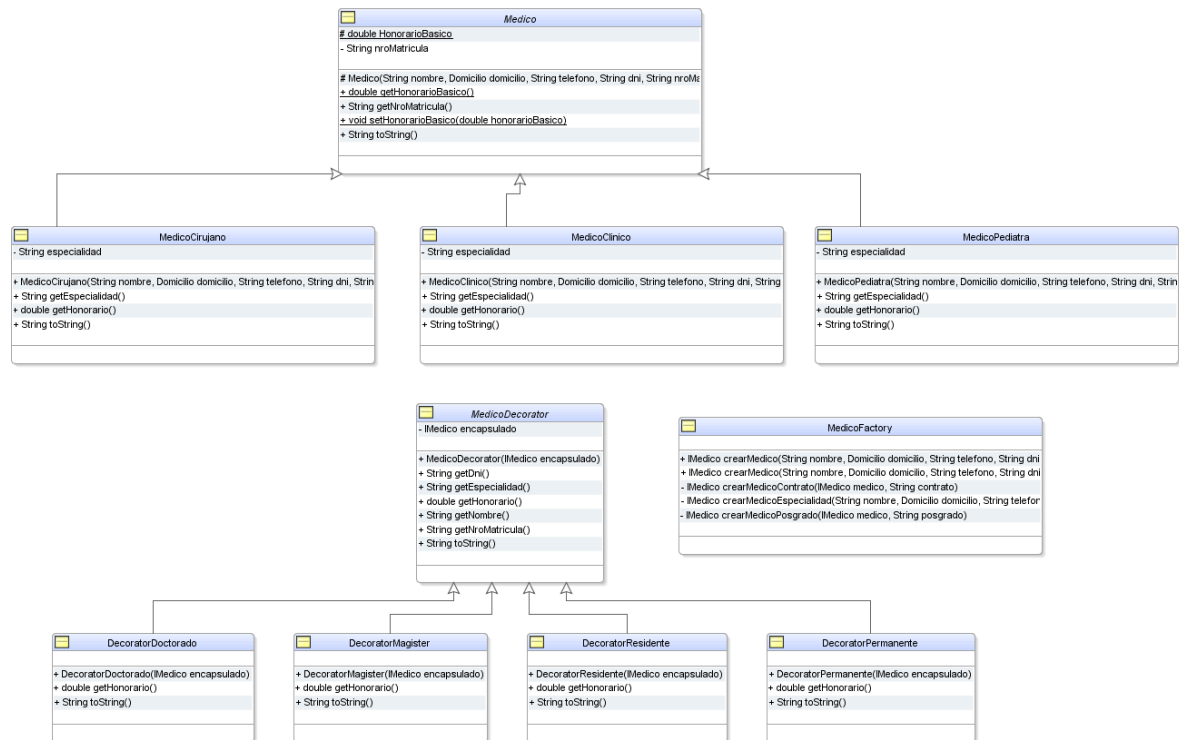 Medico
# double HonorarioBasico
- String nroMatricula
# Medico(String nombre, Domicilio domicilio, String telefono, String dni, String
+ double getHonorarioBasico()
+ String getNroMatricula()
+ void setHonorarioBasico(double honorarioBasico)
+ String toString()
MedicoCirujano
- String especialidad
+ MedicoCirujano(String nombre, Domicilio domicilio, String telefono, String dni,
+ String getEspecialidad()
+ double getHonorario()
+ String toString()
MedicoClinico
- String especialidad
+ MedicoClinico(String nombre, Domicilio domicilio, String telefono, String dni, String
+ String getEspecialidad()
+ double getHonorario()
+ String toString()
MedicoPediatra
- String especialidad
+ MedicoPediatra(String nombre, Domicilio domicilio, String telefono, String dni,
+ String getEspecialidad()
+ double getHonorario()
+ String toString()
MedicoDecorator
- IMedico encapsulado
+ MedicoDecorator(IMedico encapsulado)
+ String getDni()
+ String getEspecialidad()
+ double getHonorario()
+ String getNombre()
+ String getNroMatricula()
+ String toString()
MedicoFactory
+ IMedico crearMedico(String nombre, Domicilio domicilio, String telefono, String dni
+ IMedico crearMedico(String nombre, Domicilio domicilio, String telefono, String dni
- IMedico crearMedicoContrato(IMedico medico, String contrato)
- IMedico crearMedicoEspecialidad(String nombre, Domicilio domicilio, String
- IMedico crearMedicoPosgrado(IMedico medico, String posgrado)
DecoratorDoctorado
+ DecoratorDoctorado(IMedico encapsulado)
+ double getHonorario()
+ String toString()
DecoratorMagister
+ DecoratorMagister(IMedico encapsulado)
+ double getHonorario()
+ String toString()
DecoratorResidente
+ DecoratorResidente(IMedico encapsulado)
+ double getHonorario()
+ String toString()
DecoratorPermanente
+ DecoratorPermanente(IMedico encapsulado)
+ double getHonorario()
+ String toString()